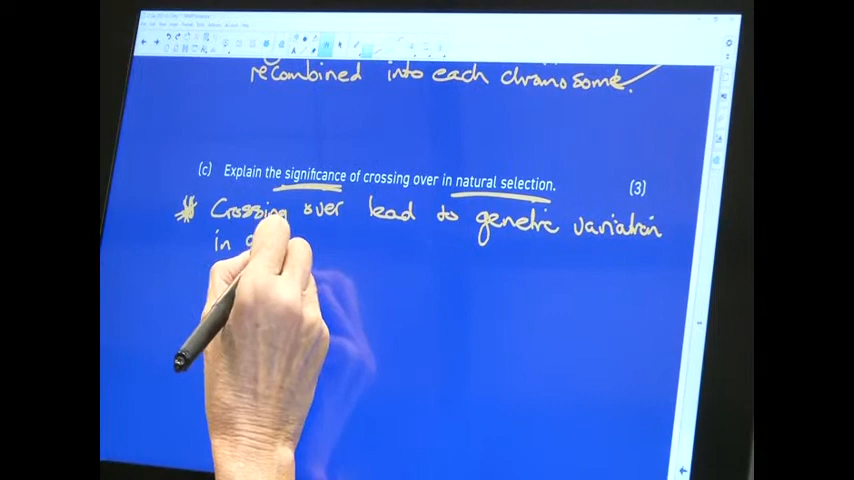 recombined into each chromosome.
(c) Explain the significance of crossing over in natural selection. (3)
Crossing over lead to genetic variation
in